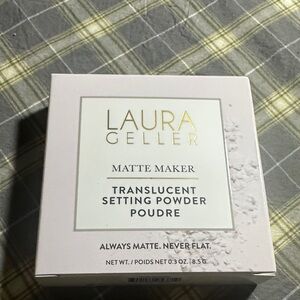 LAURA
GELLER
MATTE MAKER
TRANSLUCENT
SETTING POWDER
POUDRE
ALWAYS MATTE. NEVER FLAT.
NET WT. / POIDS NET 0.3 OZ. | 8.5 G